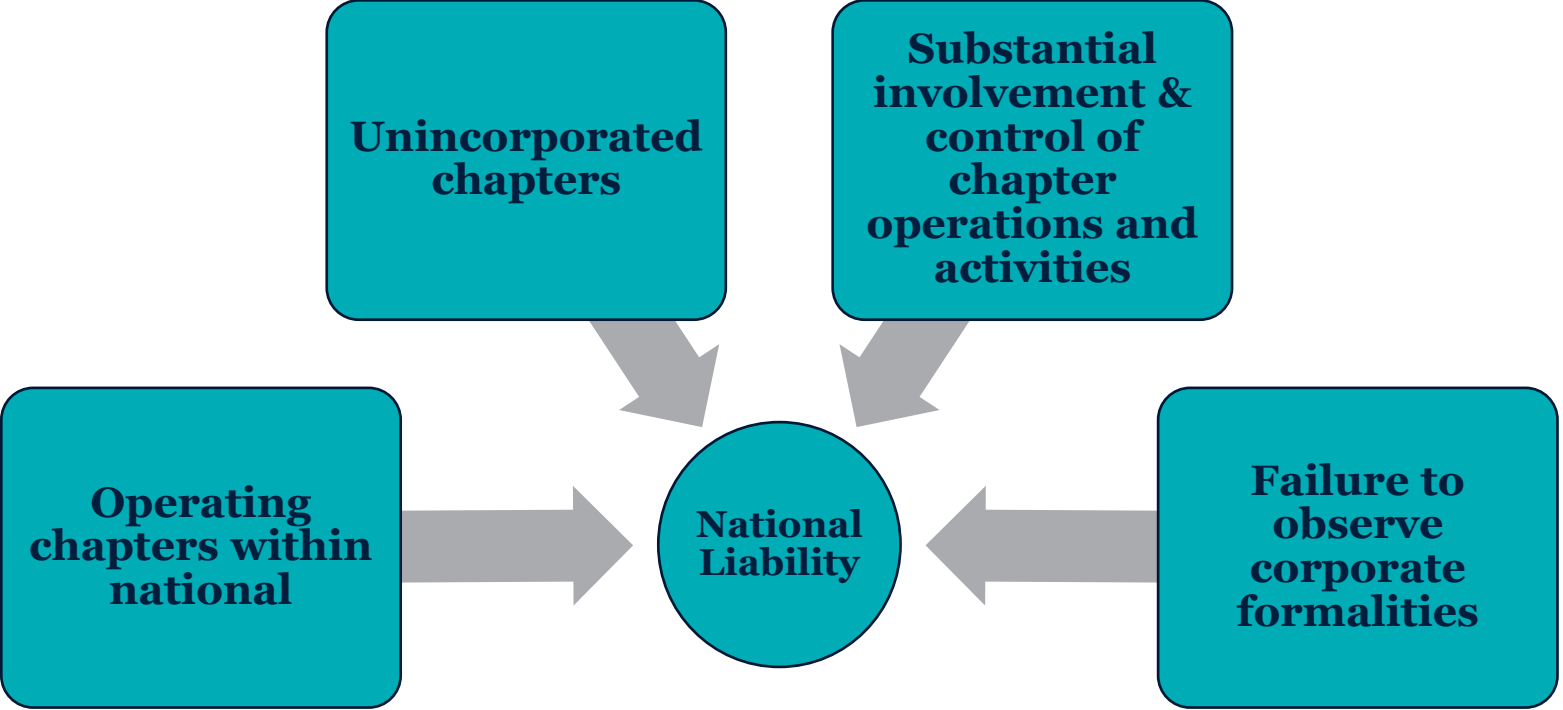 Unincorporated
chapters
Substantial
involvement &
control of
chapter
operations and
activities
Operating
chapters within
national
National
Liability
Failure to
observe
corporate
formalities